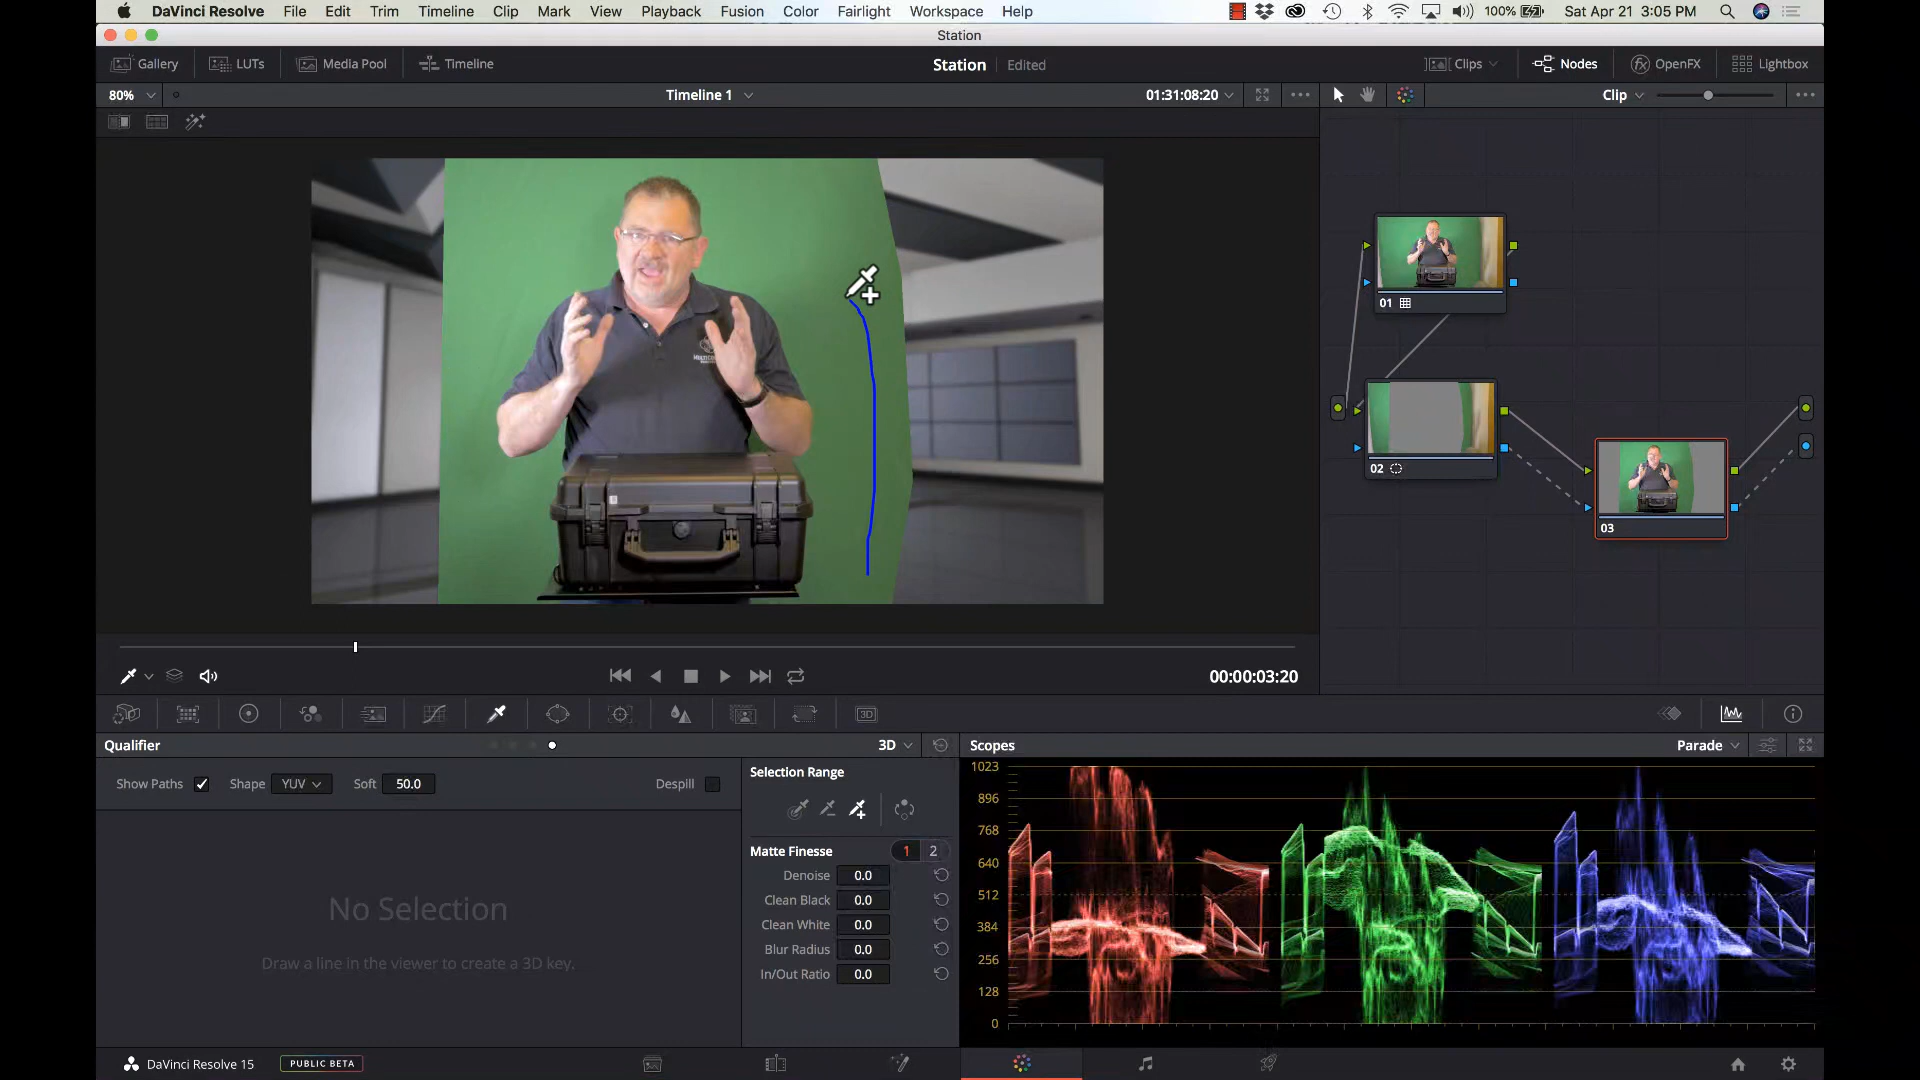 DaVinci Resolve File Edit Trim Timeline Clip Mark View Playback Fusion Color Fairlight Workspace Help 100% Sat Apr 21 3:05 PM
Station
Gallery LUTs Media Pool Timeline Station Edited Clips Nodes OpenFX Lightbox
80% Timeline 1 01:31:08:20 Clip
01
02
03
00:00:03:20
3D
Qualifier 3D Scopes Parade
Show Paths Shape YUV Soft 50.0 Despill
Selection Range
Matte Finesse 1 2
Denoise 0.0
Clean Black 0.0
Clean White 0.0
Blur Radius 0.0
In/Out Ratio 0.0
No Selection
Draw a line in the viewer to create a 3D key.
1023
896
768
640
512
384
256
128
0
DaVinci Resolve 15 PUBLIC BETA